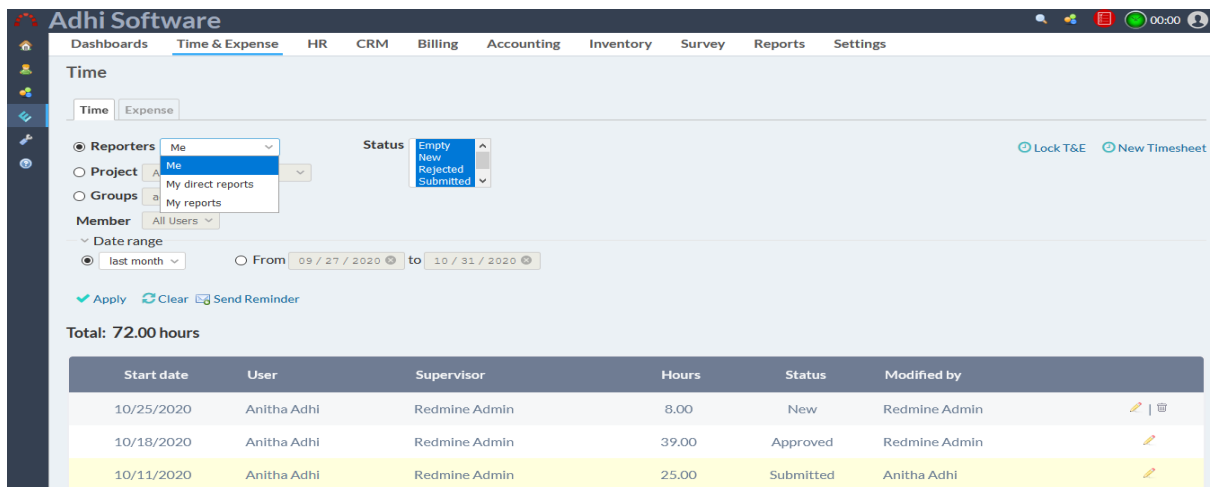 Adhi Software 00:00
Dashboards Time & Expense HR CRM Billing Accounting Inventory Survey Reports Settings
Time
Time Expense
Reporters Me Status Empty Lock T&E New Timesheet
New
Me Rejected
Project A Submitted
My direct reports
Groups a
My reports
Member All Users
Date range
last month From 09 / 27 / 2020 to 10 / 31 / 2020
Apply Clear Send Reminder
Total: 72.00 hours
Start date User Supervisor Hours Status Modified by
10/25/2020 Anitha Adhi Redmine Admin 8.00 New Redmine Admin |
10/18/2020 Anitha Adhi Redmine Admin 39.00 Approved Redmine Admin
10/11/2020 Anitha Adhi Redmine Admin 25.00 Submitted Anitha Adhi